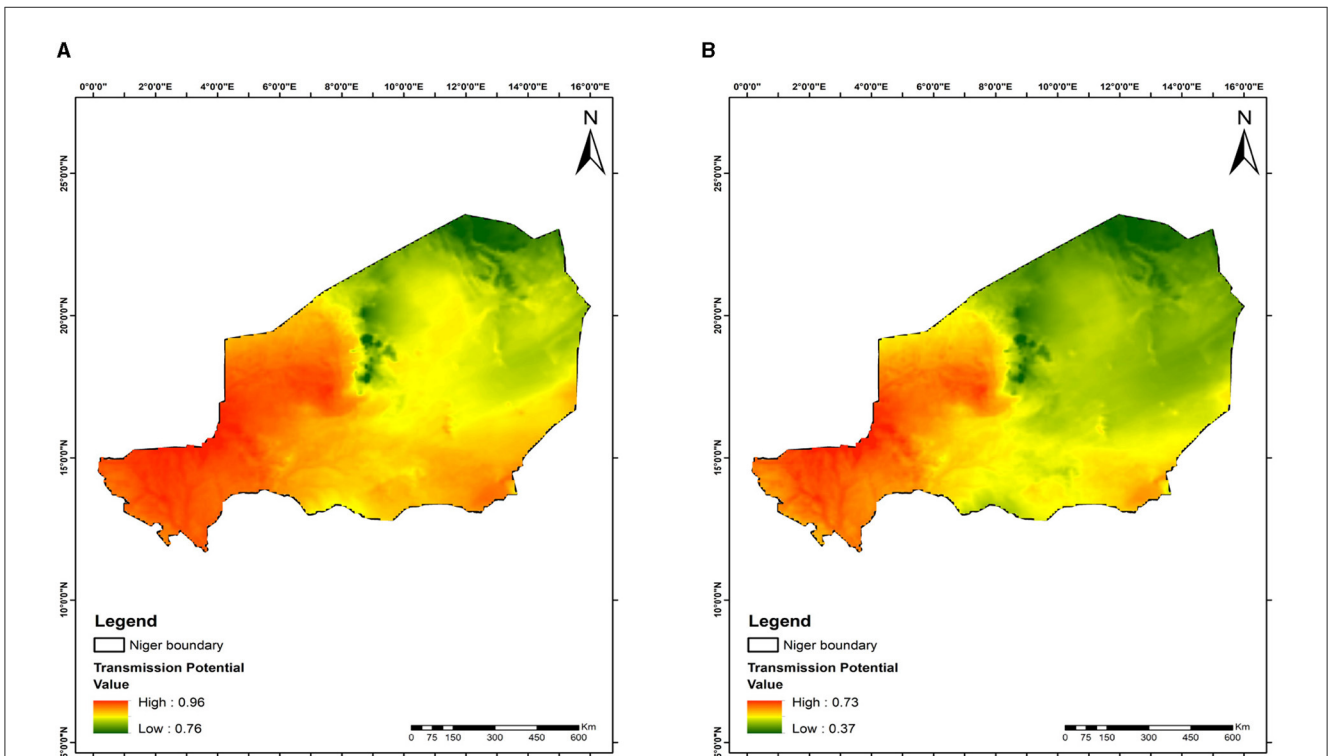 A
0°0'0" 2°0'0"E 4°0'0"E 6°0'0"E 8°0'0"E 10°0'0"E 12°0'0"E 14°0'0"E 16°0'0"E
N
25°0'0"N
20°0'0"N
15°0'0"N
10°0'0"N
5°0'0"N
Legend
Niger boundary
Transmission Potential
Value
High : 0.96
Low : 0.76
Km
0 75 150 300 450 600
B
0°0'0" 2°0'0"E 4°0'0"E 6°0'0"E 8°0'0"E 10°0'0"E 12°0'0"E 14°0'0"E 16°0'0"E
N
25°0'0"N
20°0'0"N
15°0'0"N
10°0'0"N
5°0'0"N
Legend
Niger boundary
Transmission Potential
Value
High : 0.73
Low : 0.37
Km
0 75 150 300 450 600